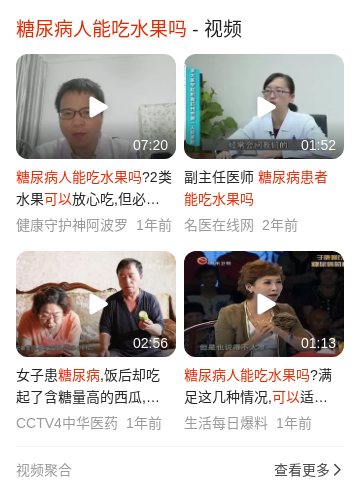 糖尿病人能吃水果吗 - 视频
07:20
01:52
糖尿病人能吃水果吗?2类
水果可以放心吃,但必...
健康守护神阿波罗 1年前
副主任医师 糖尿病患者
能吃水果吗
名医在线网 2年前
02:56
01:13
女子患糖尿病,饭后却吃
起了含糖量高的西瓜,...
CCTV4中华医药 1年前
糖尿病人能吃水果吗?满
足这几种情况,可以适...
生活每日爆料 1年前
视频聚合
查看更多